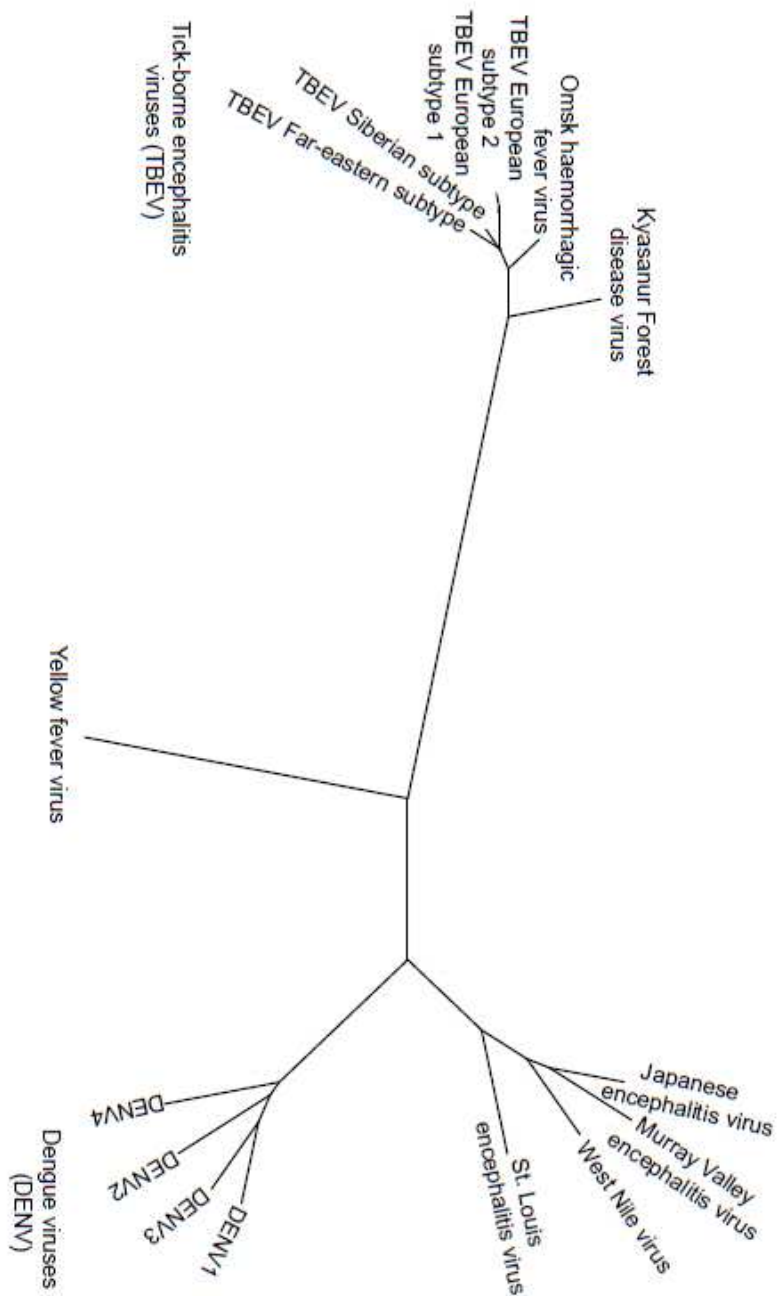 Kyasanur Forest
disease virus
Omsk haemorrhagic
fever virus
TBEV European
subtype 2
TBEV European
subtype 1
TBEV Siberian subtype
TBEV Far-eastern subtype
Tick-borne encephalitis
viruses (TBEV)
Yellow fever virus
Japanese
encephalitis virus
Murray Valley
encephalitis virus
West Nile virus
St. Louis
encephalitis virus
DENV1
DENV3
DENV2
DENV4
Dengue viruses
(DENV)